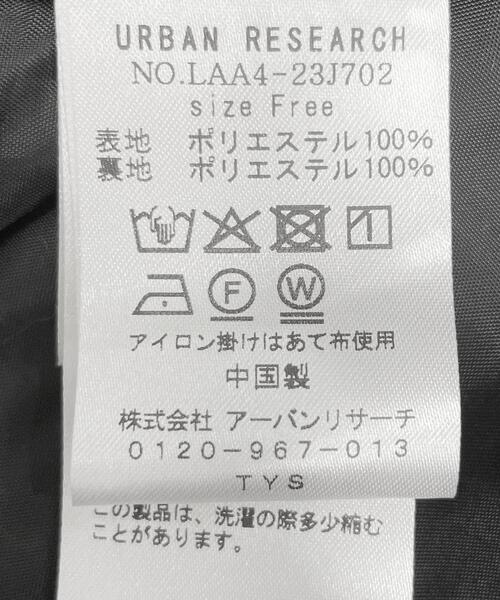 URBAN RESEARCH
NO.LAA4-23J702
size Free
表地 ポリエステル100%
裏地 ポリエステル100%
F W
アイロン掛けはあて布使用
中国製
株式会社 アーバンリサーチ
0120-967-013
TYS
この製品は、洗濯の際多少縮む
ことがあります。